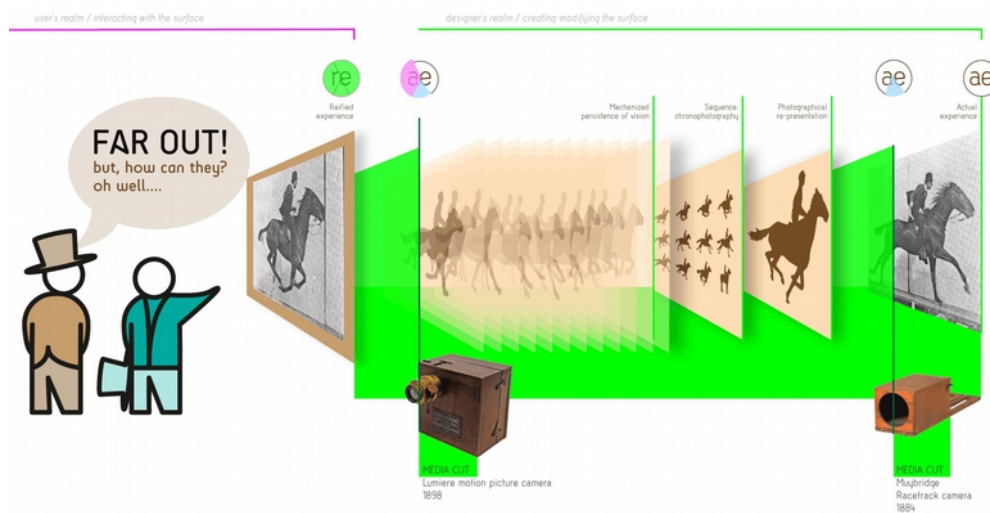 user's realm / interacting with the surface
designer's realm / creating-modifying the surface
re
ae
ae
ae
Reified
experience
Mechanized
persistence of vision
Sequence,
chronophotography
Photographical
re-presentation
Actual
experience
FAR OUT!
but, how can they?
oh well....
MEDIA CUT
Lumiere motion picture camera
1898
MEDIA CUT
Muybridge
Racetrack camera
1884